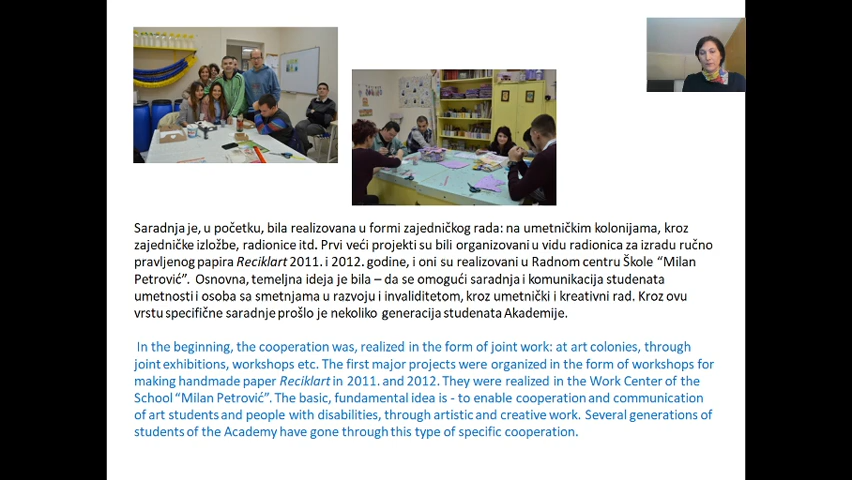 Saradnja je, u početku, bila realizovana u formi zajedničkog rada: na umetničkim kolonijama, kroz
zajedničke izložbe, radionice itd. Prvi veći projekti su bili organizovani u vidu radionica za izradu ručno
pravljenog papira Reciklart 2011. i 2012. godine, i oni su realizovani u Radnom centru Škole “Milan
Petrović”. Osnovna, temeljna ideja je bila – da se omogući saradnja i komunikacija studenata
umetnosti i osoba sa smetnjama u razvoju i invaliditetom, kroz umetnički i kreativni rad. Kroz ovu
vrstu specifične saradnje prošlo je nekoliko generacija studenata Akademije.
In the beginning, the cooperation was, realized in the form of joint work: at art colonies, through
joint exhibitions, workshops etc. The first major projects were organized in the form of workshops for
making handmade paper Reciklart in 2011. and 2012. They were realized in the Work Center of the
School “Milan Petrović”. The basic, fundamental idea is - to enable cooperation and communication
of art students and people with disabilities, through artistic and creative work. Several generations of
students of the Academy have gone through this type of specific cooperation.